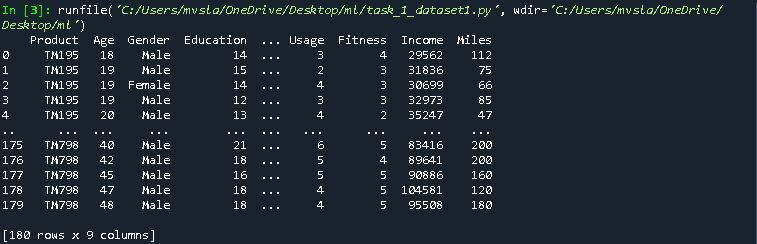 In [3]: runfile('C:/Users/mvsla/OneDrive/Desktop/ml/task_1_dataset1.py', wdir='C:/Users/mvsla/OneDrive/
Desktop/ml')
Product Age Gender Education ... Usage Fitness Income Miles
0 TM195 18 Male 14 ... 3 4 29562 112
1 TM195 19 Male 15 ... 2 3 31836 75
2 TM195 19 Female 14 ... 4 3 30699 66
3 TM195 19 Male 12 ... 3 3 32973 85
4 TM195 20 Male 13 ... 4 2 35247 47
.. ... ... ... ... ... ... ... ... ...
175 TM798 40 Male 21 ... 6 5 83416 200
176 TM798 42 Male 18 ... 5 4 89641 200
177 TM798 45 Male 16 ... 5 5 90886 160
178 TM798 47 Male 18 ... 4 5 104581 120
179 TM798 48 Male 18 ... 4 5 95508 180
[180 rows x 9 columns]